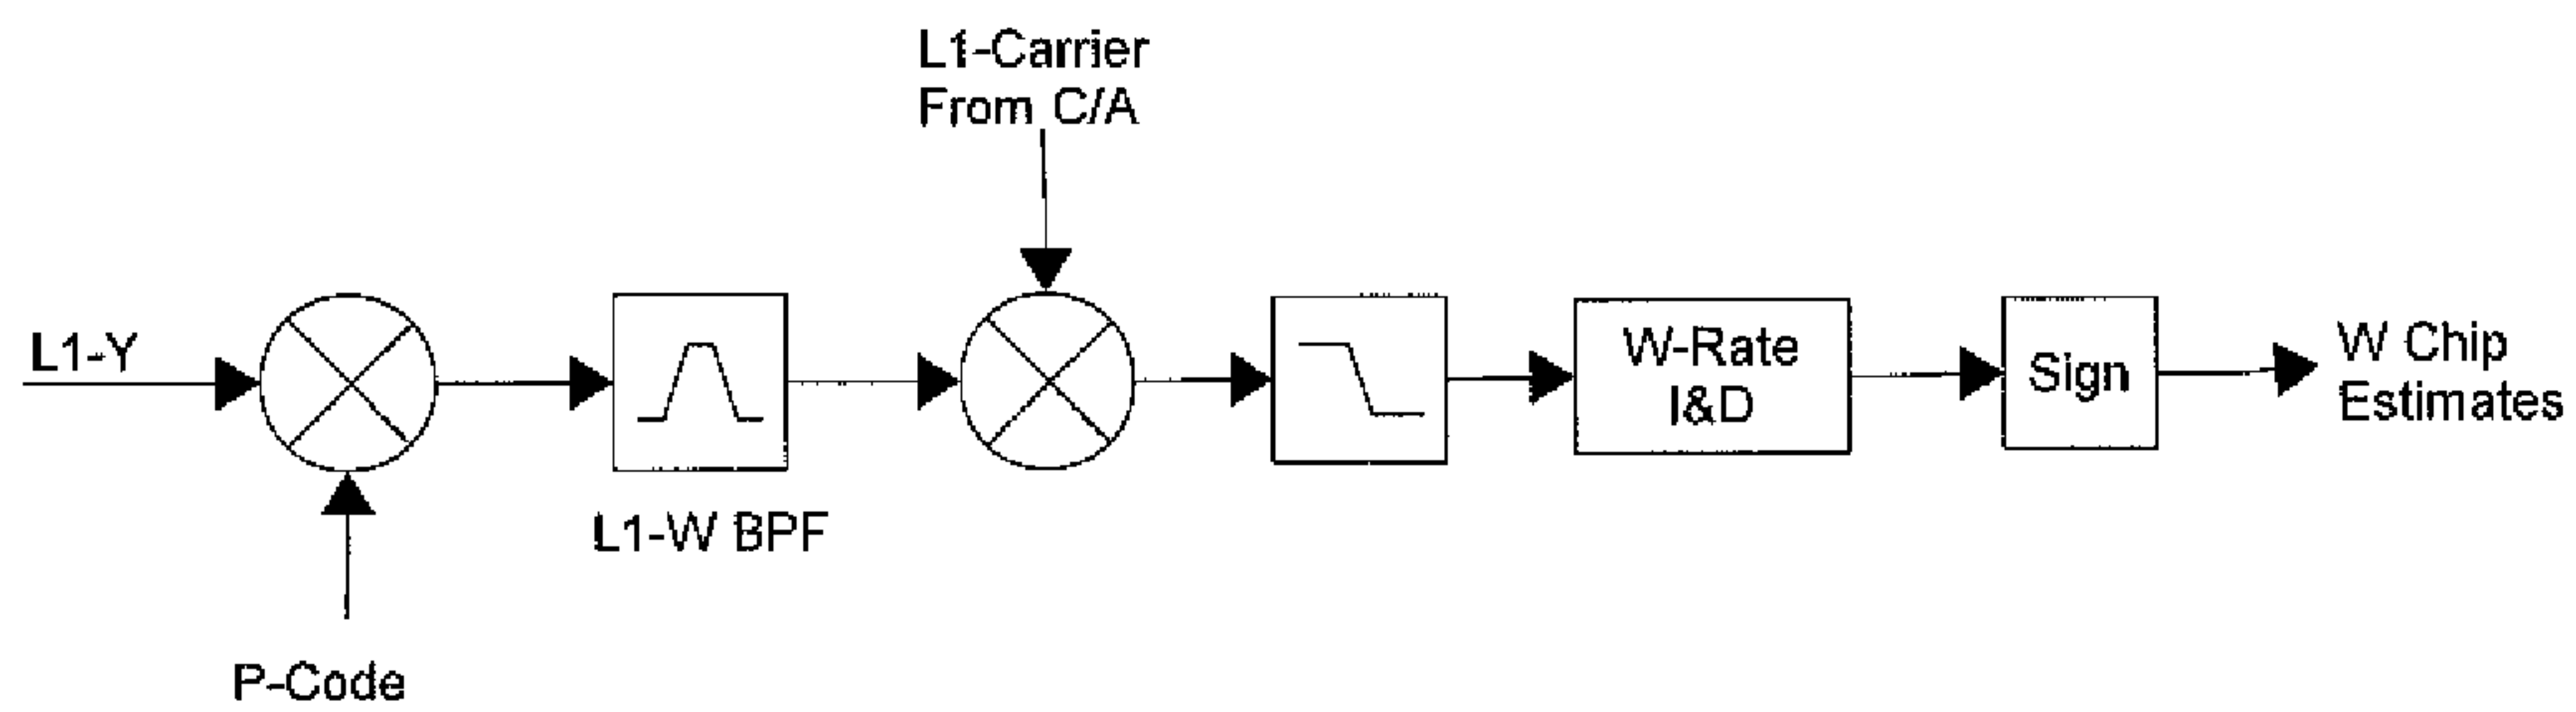 L1-Carrier
From C/A
L1-Y
W-Rate
I&D
Sign
W Chip
Estimates
L1-W BPF
P-Code